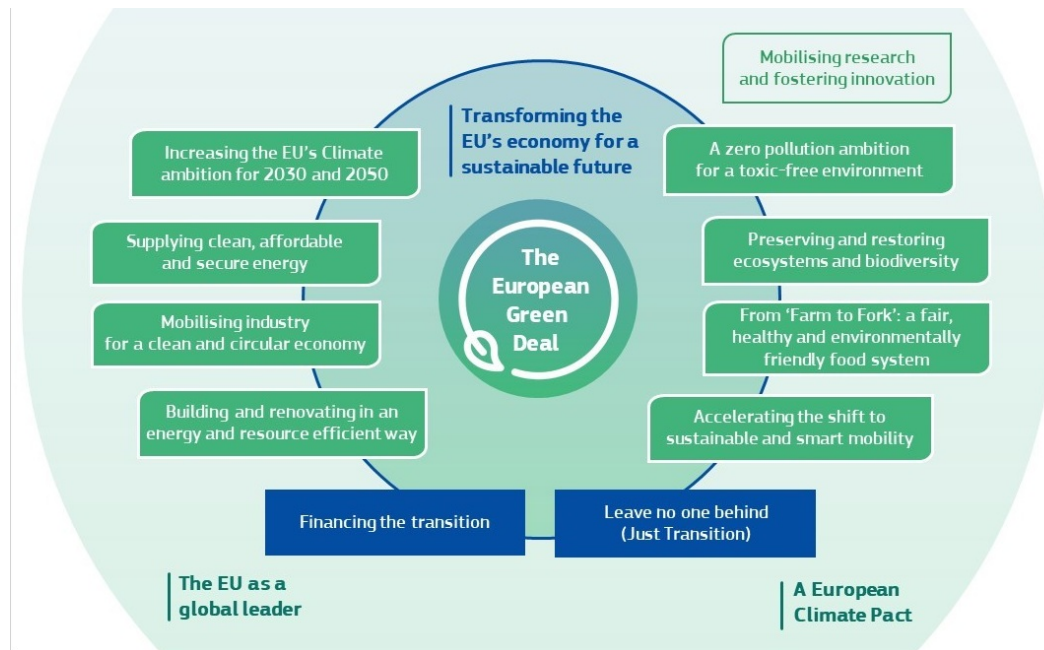 Mobilising research
and fostering innovation
Transforming the
EU's economy for a
sustainable future
Increasing the EU's Climate
ambition for 2030 and 2050
A zero pollution ambition
for a toxic-free environment
Supplying clean, affordable
and secure energy
Preserving and restoring
ecosystems and biodiversity
The
European
Green
Deal
Mobilising industry
for a clean and circular economy
From ‘Farm to Fork’: a fair,
healthy and environmentally
friendly food system
Building and renovating in an
energy and resource efficient way
Accelerating the shift to
sustainable and smart mobility
Financing the transition
Leave no one behind
(Just Transition)
The EU as a
global leader
A European
Climate Pact